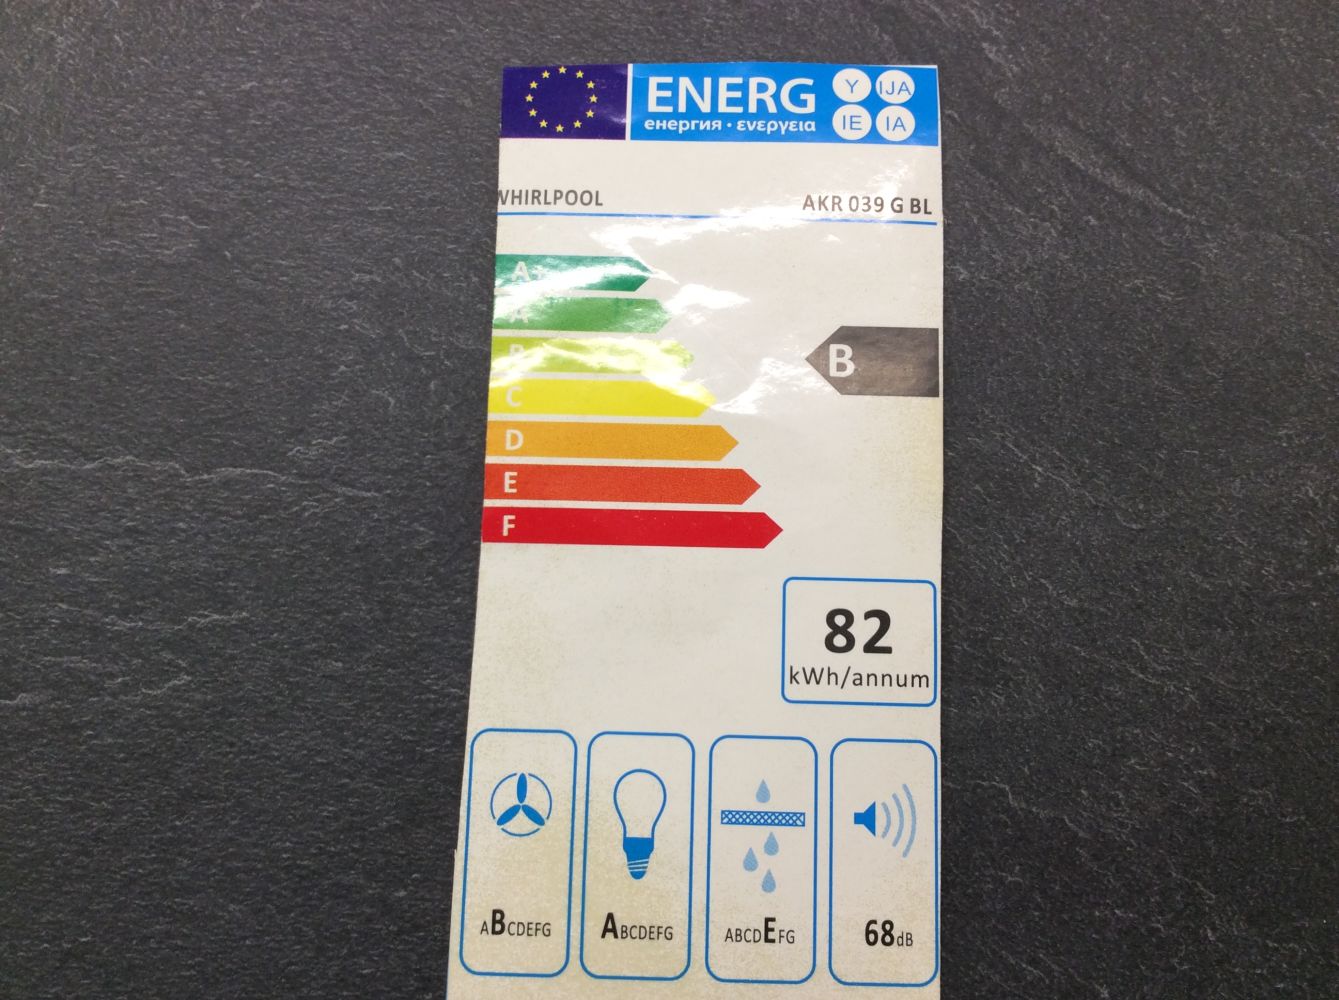 ENERG
Y
IJA
енергия · ενεργεια
IE
IA
WHIRLPOOL
AKR 039 G BL
A+
A
B
B
C
D
E
F
82
kWh/annum
ABCDEFG
ABCDEFG
ABCDEFG
68dB